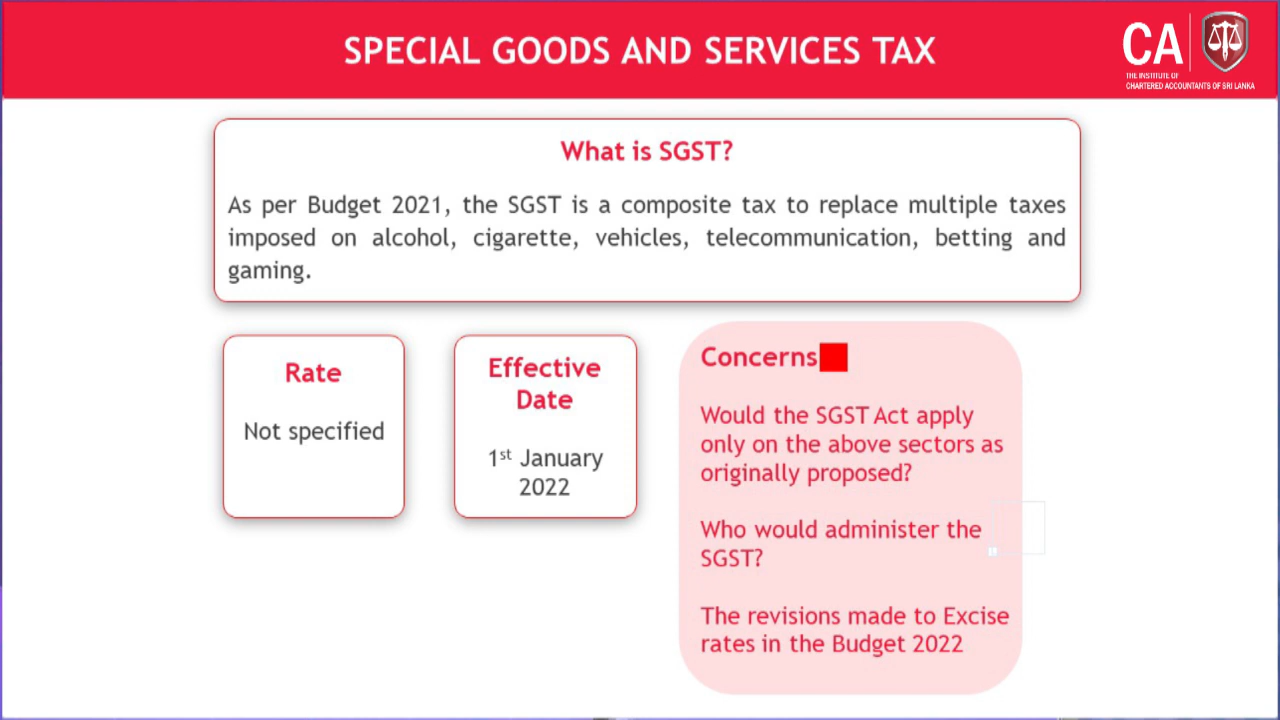 SPECIAL GOODS AND SERVICES TAX
CA
THE INSTITUTE OF
CHARTERED ACCOUNTANTS OF SRI LANKA
What is SGST?
As per Budget 2021, the SGST is a composite tax to replace multiple taxes
imposed on alcohol, cigarette, vehicles, telecommunication, betting and
gaming.
Rate
Not specified
Effective
Date
1st January
2022
Concerns
Would the SGST Act apply
only on the above sectors as
originally proposed?
Who would administer the
SGST?
The revisions made to Excise
rates in the Budget 2022